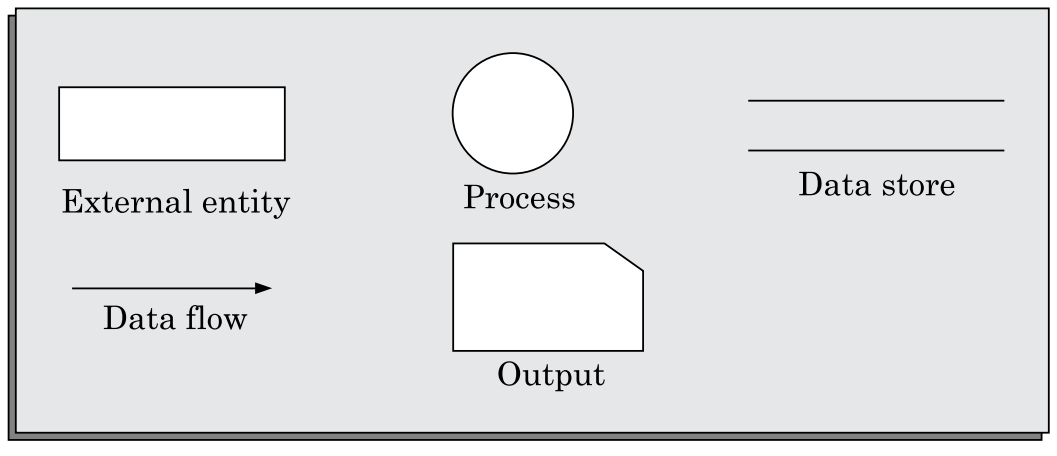 External entity
Process
Data store
Data flow
Output